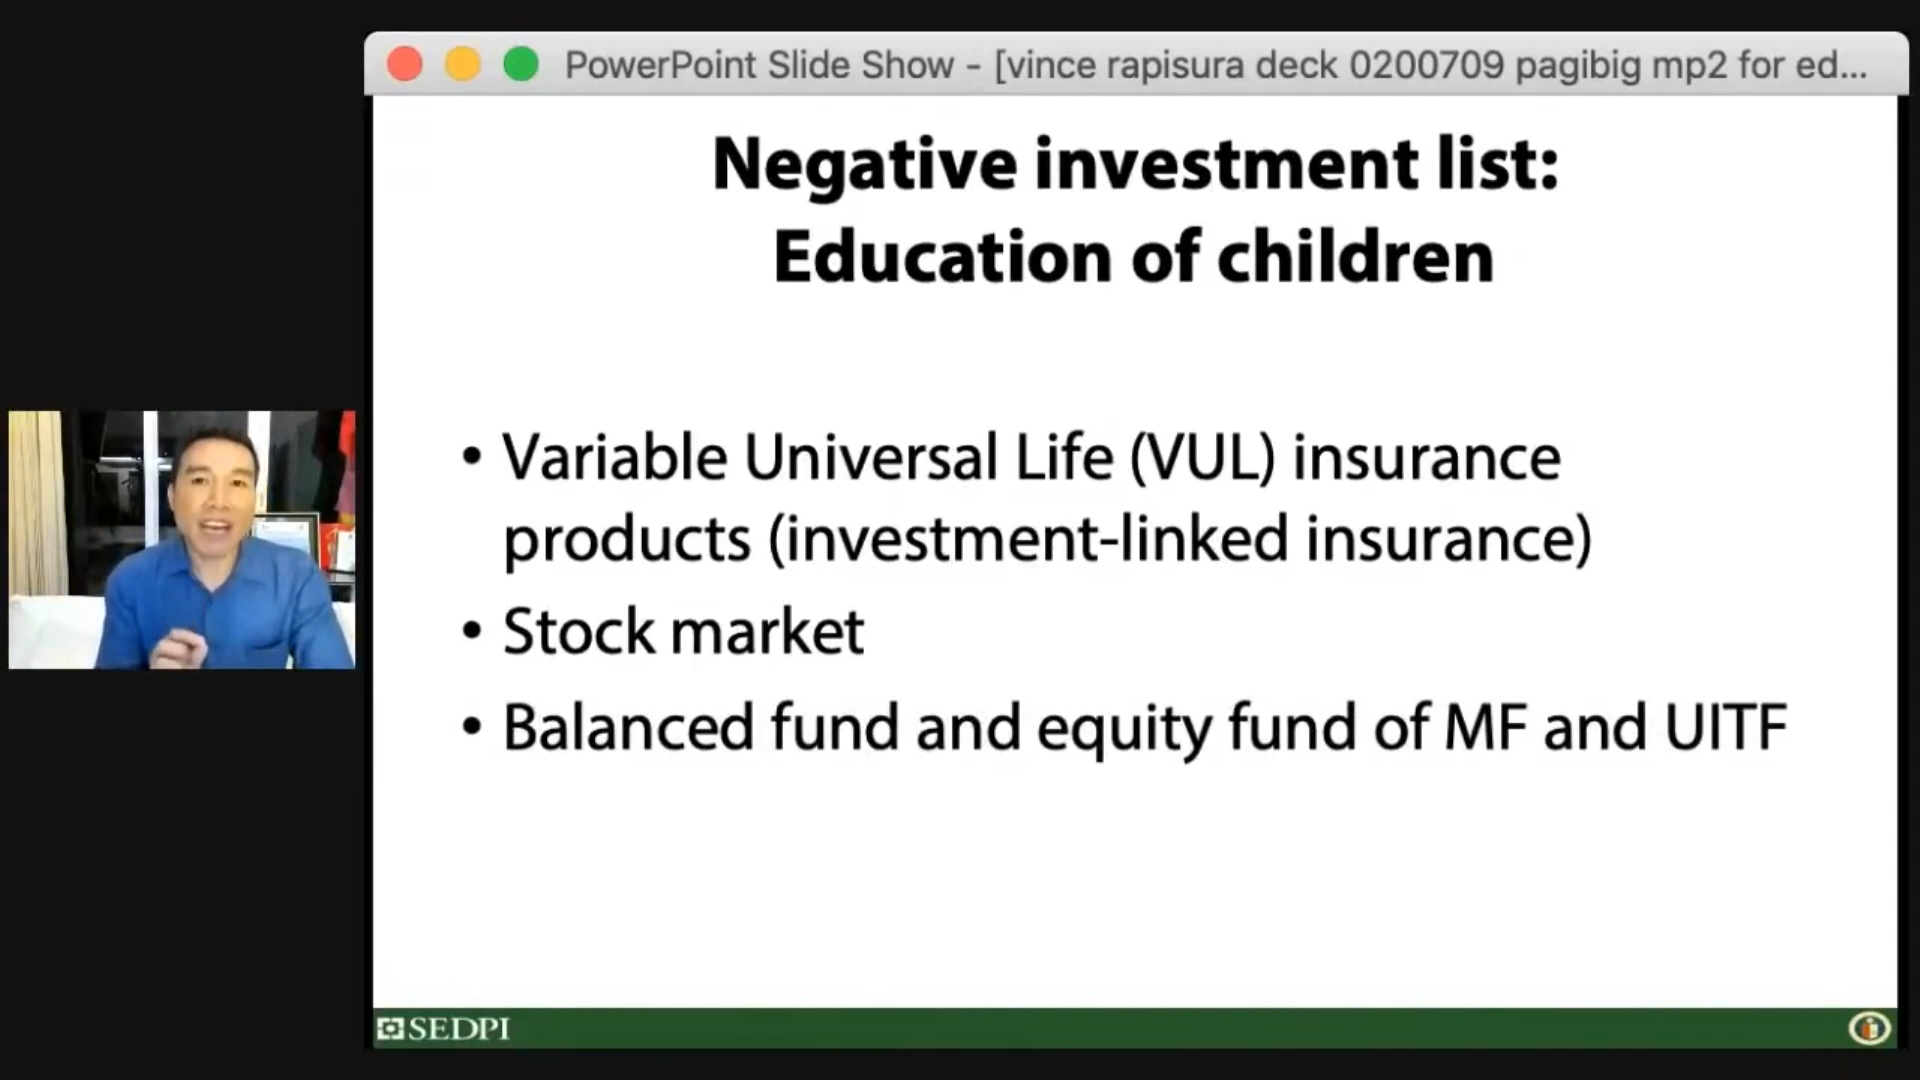 PowerPoint Slide Show - [vince rapisura deck 0200709 pagibig mp2 for ed...
Negative investment list:
Education of children
• Variable Universal Life (VUL) insurance
products (investment-linked insurance)
• Stock market
• Balanced fund and equity fund of MF and UITF
SEDPI